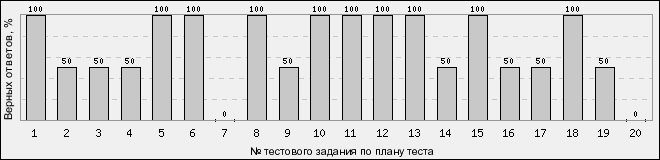 Верных ответов, %
100 50 50 50 100 100 0 100 50 100 100 100 100 50 100 50 50 100 50 0
1 2 3 4 5 6 7 8 9 10 11 12 13 14 15 16 17 18 19 20
№ тестового задания по плану теста